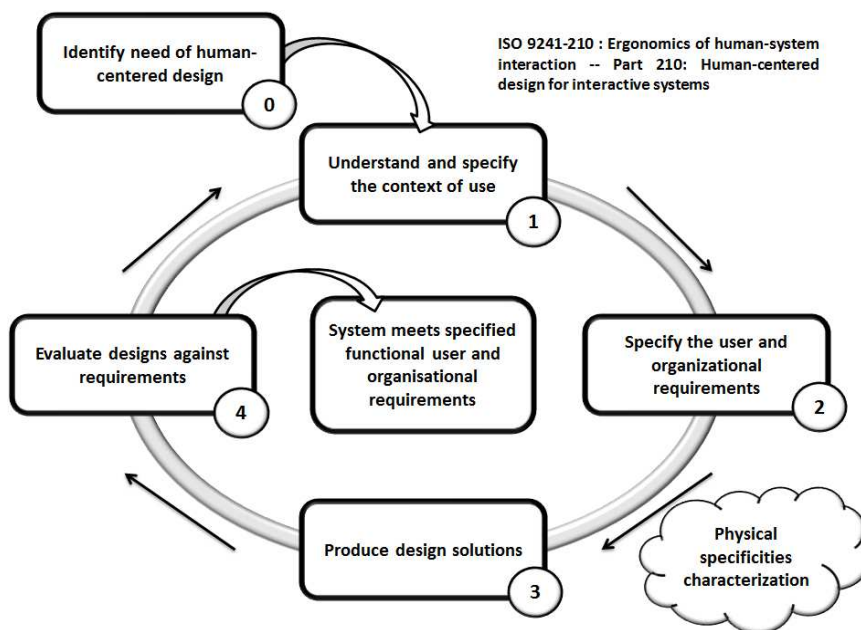 Identify need of human-
centered design
0
ISO 9241-210 : Ergonomics of human-system
interaction -- Part 210: Human-centered
design for interactive systems
Understand and specify
the context of use
1
Evaluate designs against
requirements
4
System meets specified
functional user and
organisational
requirements
Specify the user and
organizational
requirements
2
Produce design solutions
3
Physical
specificities
characterization